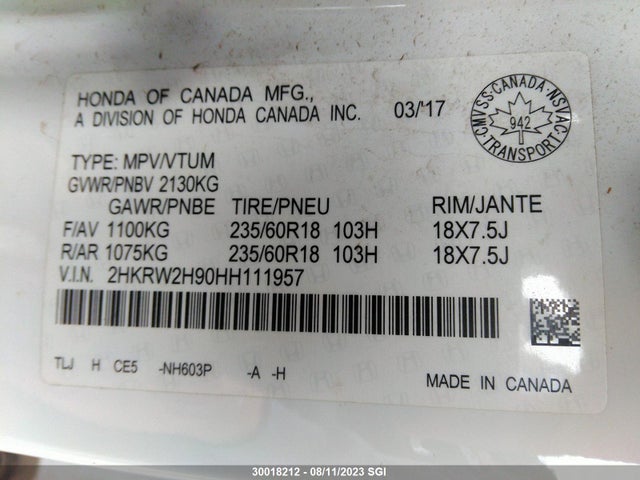 HONDA OF CANADA MFG.,
A DIVISION OF HONDA CANADA INC. 03/'17
CMVSS·CANADA·NSVAC·TRANSPORT
942
TYPE: MPV/VTUM
GVWR/PNBV 2130KG
GAWR/PNBE TIRE/PNEU RIM/JANTE
F/AV 1100KG 235/60R18 103H 18X7.5J
R/AR 1075KG 235/60R18 103H 18X7.5J
V.I.N. 2HKRW2H90HH111957
TLJ H CE5 -NH603P -A -H
MADE IN CANADA
30018212 - 08/11/2023 SGI